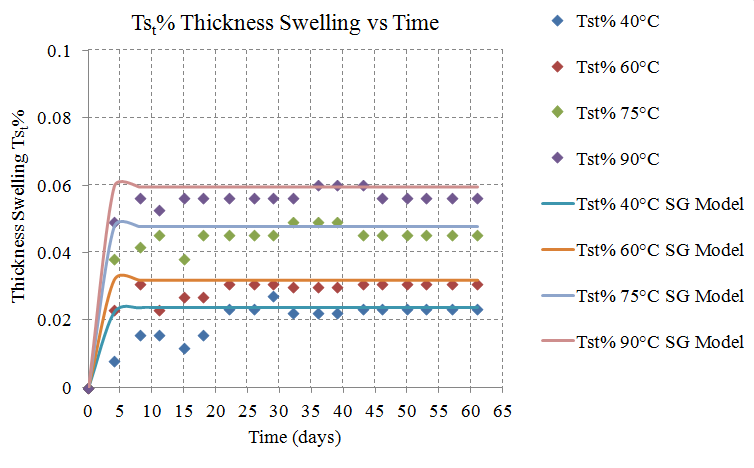 Ts_t% Thickness Swelling vs Time
Thickness Swelling Ts_t%
0.1
0.08
0.06
0.04
0.02
0
0 5 10 15 20 25 30 35 40 45 50 55 60 65
Time (days)
Tst% 40°C
Tst% 60°C
Tst% 75°C
Tst% 90°C
Tst% 40°C SG Model
Tst% 60°C SG Model
Tst% 75°C SG Model
Tst% 90°C SG Model